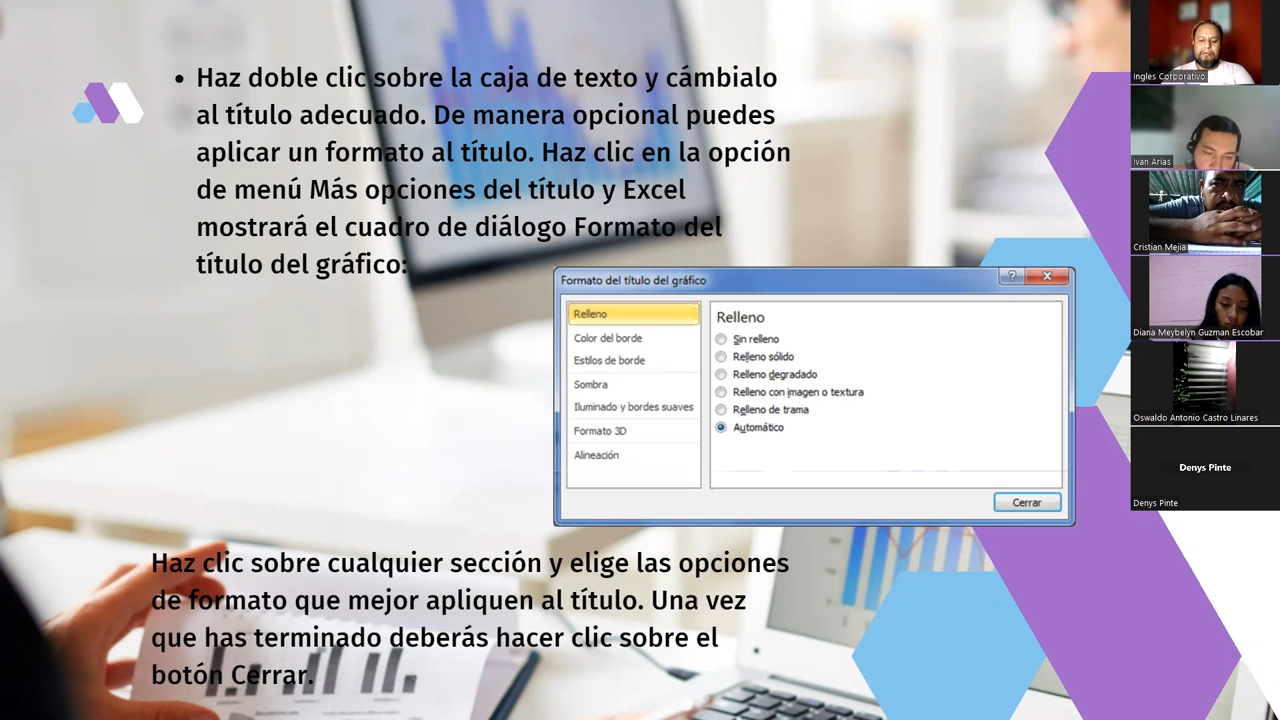 • Haz doble clic sobre la caja de texto y cámbialo
al título adecuado. De manera opcional puedes
aplicar un formato al título. Haz clic en la opción
de menú Más opciones del título y Excel
mostrará el cuadro de diálogo Formato del
título del gráfico:
Formato del título del gráfico
?
Relleno
Color del borde
Estilos de borde
Sombra
Iluminado y bordes suaves
Formato 3D
Alineación
Relleno
Sin relleno
Relleno sólido
Relleno degradado
Relleno con imagen o textura
Relleno de trama
Automático
Cerrar
Haz clic sobre cualquier sección y elige las opciones
de formato que mejor apliquen al título. Una vez
que has terminado deberás hacer clic sobre el
botón Cerrar.
Ingles Corporativo
Ivan Arias
Cristian Mejia
Diana Meybelyn Guzman Escobar
Oswaldo Antonio Castro Linares
Denys Pinte
Denys Pinte